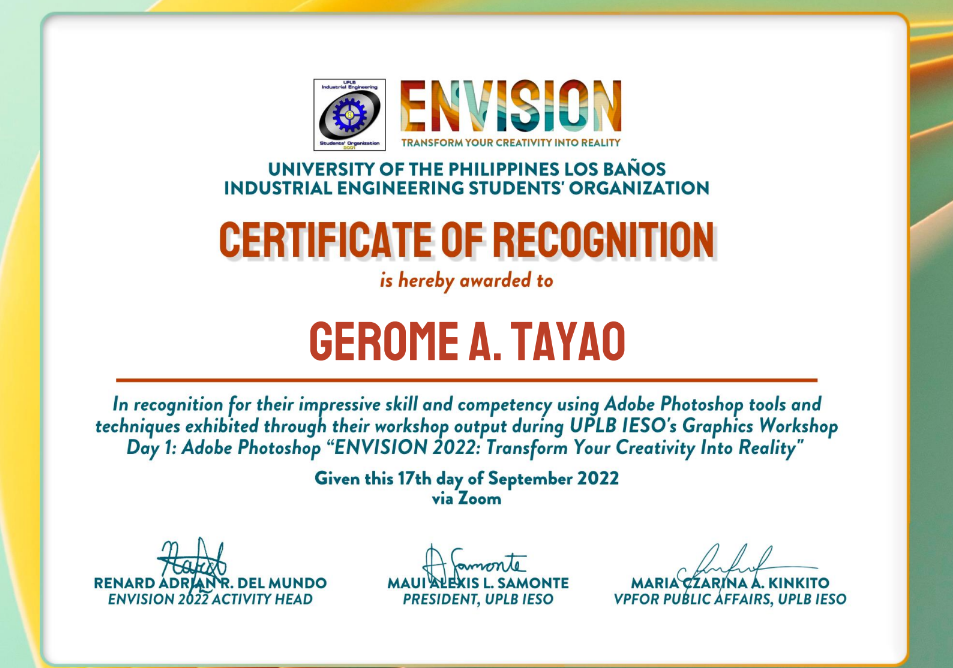 UPLB
Industrial Engineering
Students' Organization
2001
ENVISION
TRANSFORM YOUR CREATIVITY INTO REALITY
UNIVERSITY OF THE PHILIPPINES LOS BAÑOS
INDUSTRIAL ENGINEERING STUDENTS' ORGANIZATION
CERTIFICATE OF RECOGNITION
is hereby awarded to
GEROME A. TAYAO
In recognition for their impressive skill and competency using Adobe Photoshop tools and
techniques exhibited through their workshop output during UPLB IESO's Graphics Workshop
Day 1: Adobe Photoshop “ENVISION 2022: Transform Your Creativity Into Reality"
Given this 17th day of September 2022
via Zoom
Samonte
RENARD ADRIAN R. DEL MUNDO
ENVISION 2022 ACTIVITY HEAD
MAUI ALEXIS L. SAMONTE
PRESIDENT, UPLB IESO
MARIA CZARINA A. KINKITO
VPFOR PUBLIC AFFAIRS, UPLB IESO